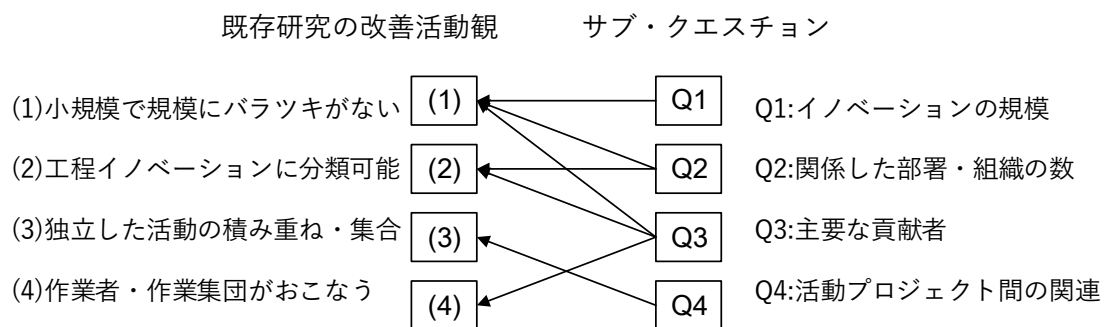 既存研究の改善活動観 サブ・クエスチョン
(1)小規模で規模にバラツキがない (1) Q1 Q1:イノベーションの規模
(2)工程イノベーションに分類可能 (2) Q2 Q2:関係した部署・組織の数
(3)独立した活動の積み重ね・集合 (3) Q3 Q3:主要な貢献者
(4)作業者・作業集団がおこなう (4) Q4 Q4:活動プロジェクト間の関連